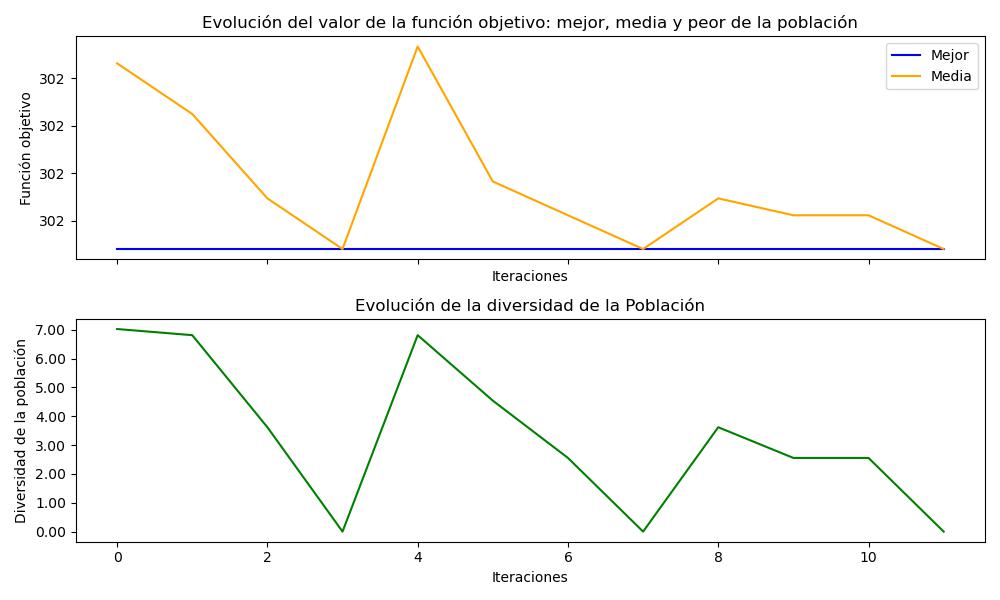 Evolución del valor de la función objetivo: mejor, media y peor de la población
Mejor
Media
302
302
302
302
Función objetivo
Iteraciones
Evolución de la diversidad de la Población
7.00
6.00
5.00
4.00
3.00
2.00
1.00
0.00
Diversidad de la población
0 2 4 6 8 10
Iteraciones